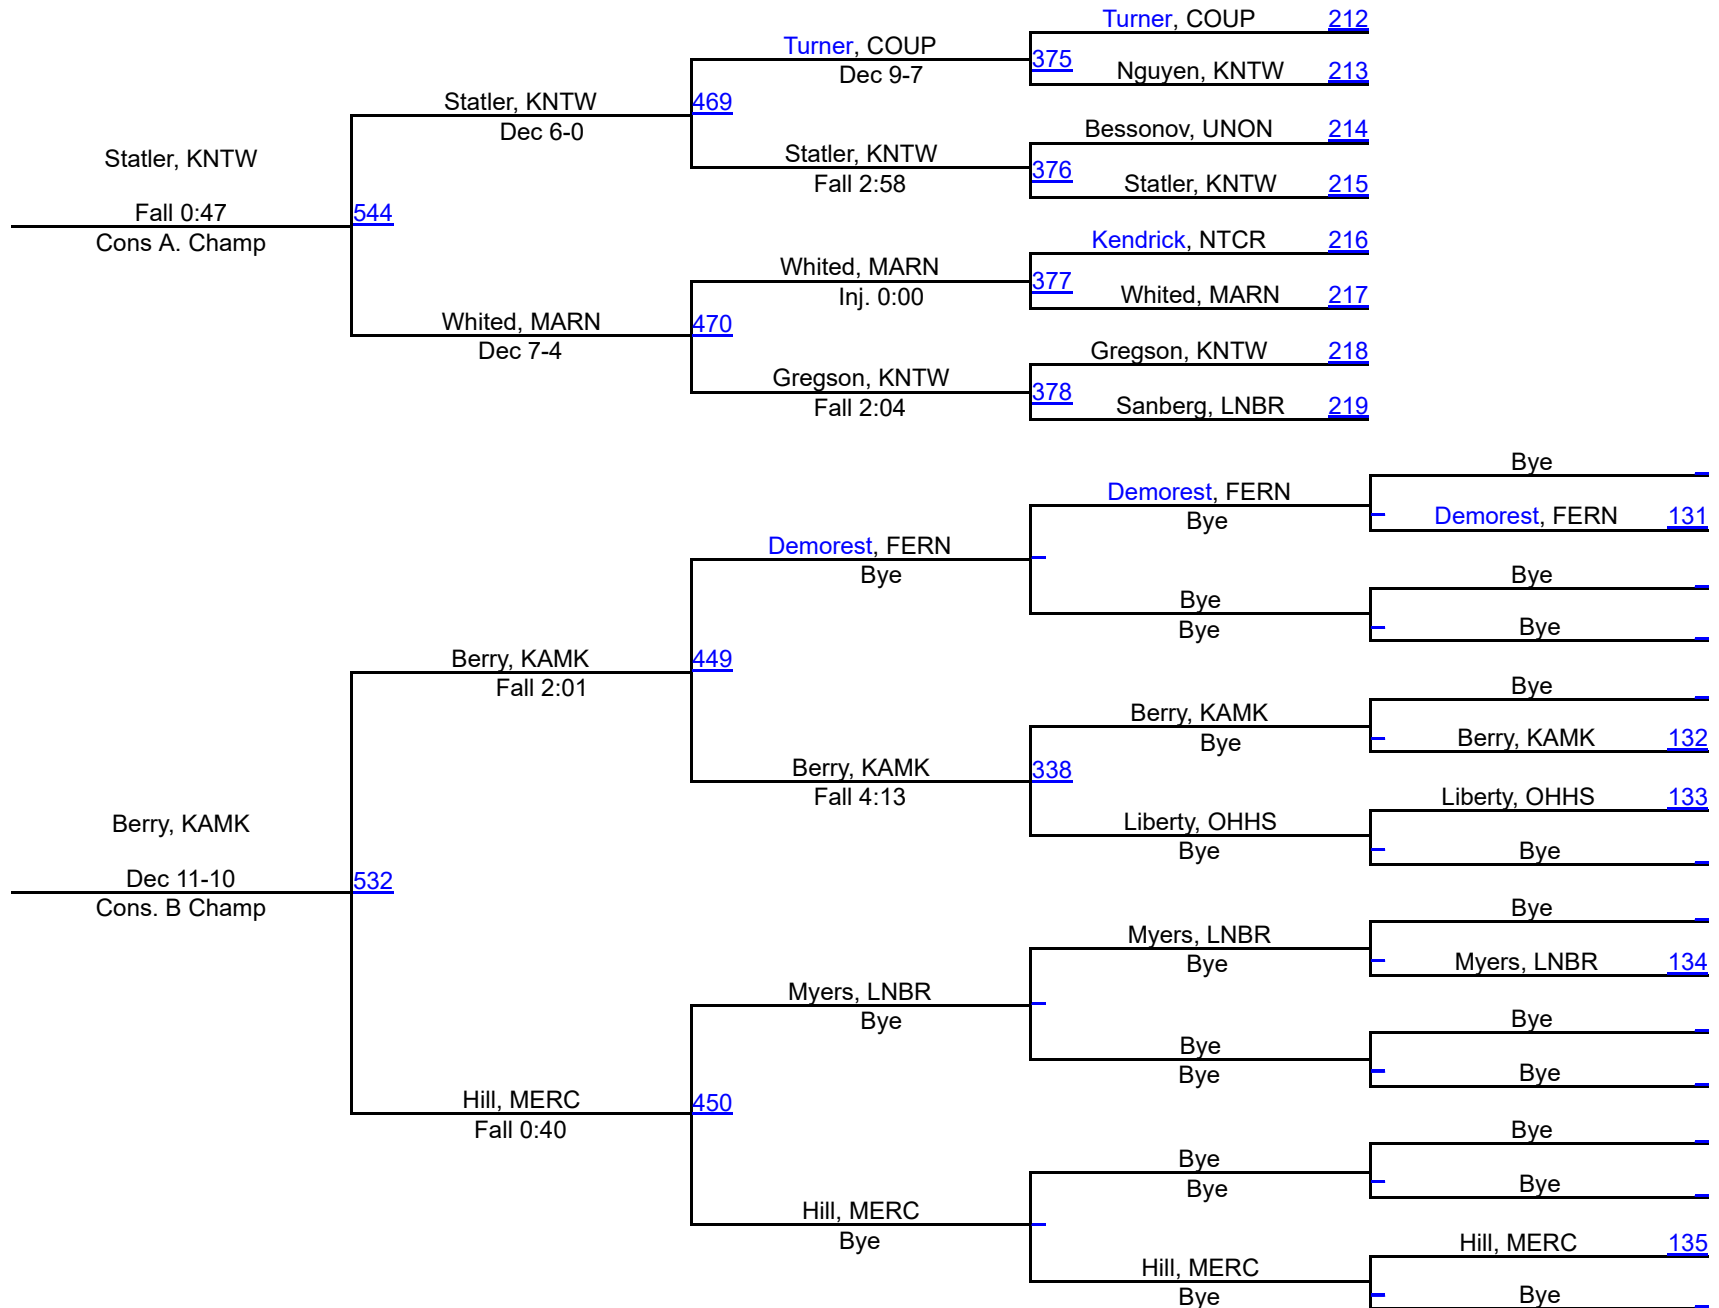 Turner, COUP 212
Turner, COUP
375
Dec 9-7
Nguyen, KNTW 213
Statler, KNTW
469
Dec 6-0
Bessonov, UNON 214
Statler, KNTW
Statler, KNTW
376
Fall 2:58
Statler, KNTW 215
Fall 0:47
544
Cons A. Champ
Kendrick, NTCR 216
Whited, MARN
377
Inj. 0:00
Whited, MARN 217
Whited, MARN
470
Dec 7-4
Gregson, KNTW 218
Gregson, KNTW
378
Fall 2:04
Sanberg, LNBR 219
Bye
Demorest, FERN
Bye
Demorest, FERN 131
Demorest, FERN
Bye
Bye
Bye
Bye
Bye
Berry, KAMK
449
Fall 2:01
Bye
Berry, KAMK
Bye
Berry, KAMK 132
Berry, KAMK
338
Fall 4:13
Liberty, OHHS 133
Liberty, OHHS
Bye
Bye
Berry, KAMK
Dec 11-10
532
Cons. B Champ
Bye
Myers, LNBR
Bye
Myers, LNBR 134
Myers, LNBR
Bye
Bye
Bye
Bye
Bye
Hill, MERC
450
Fall 0:40
Bye
Bye
Bye
Bye
Hill, MERC
Bye
Hill, MERC 135
Hill, MERC
Bye
Bye